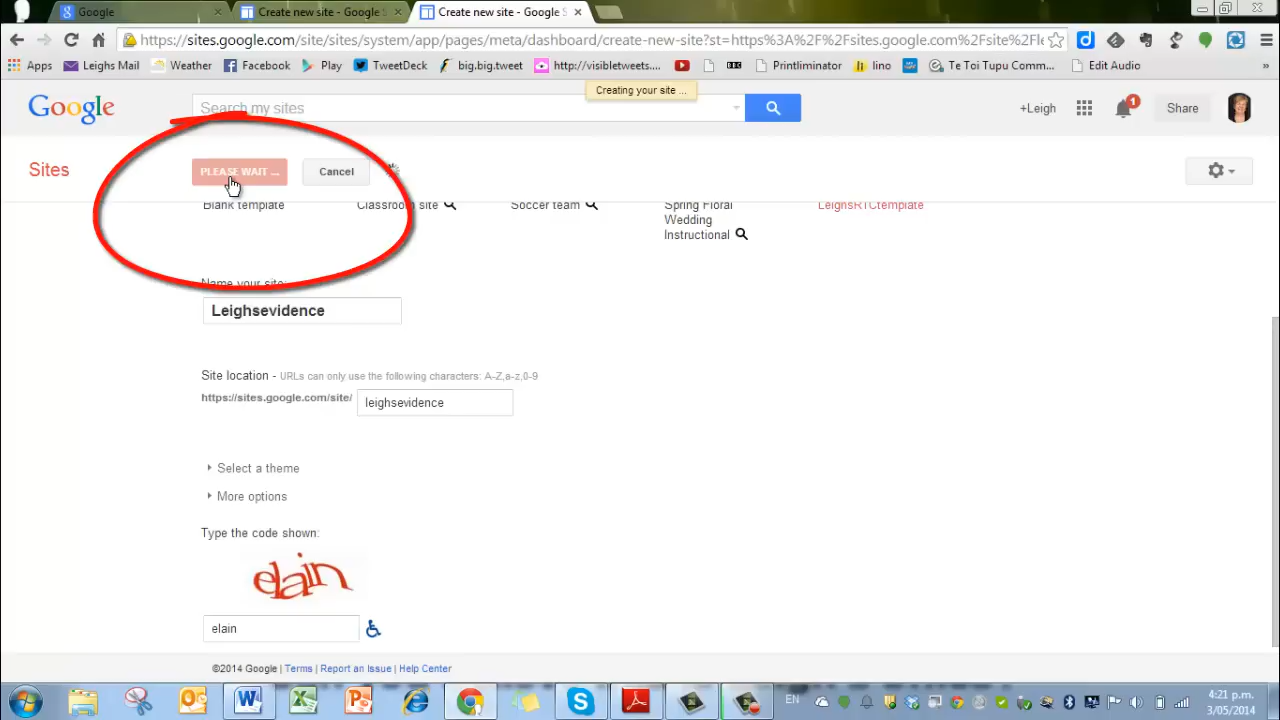 Google
Create new site - Google S
Create new site - Google S
https://sites.google.com/site/sites/system/app/pages/meta/dashboard/create-new-site?st=https%3A%2F%2Fsites.google.com%2Fsite%2Fle
Apps
Leighs Mail
Weather
Facebook
Play
TweetDeck
big.big.tweet
http://visibletweets....
Printliminator
lino
Te Toi Tupu Comm...
Edit Audio
»
Creating your site ...
Google
Search my sites
+Leigh
1
Share
Sites
PLEASE WAIT ...
Cancel
Blank template
Classroom site
Soccer team
Spring Floral
Wedding
Instructional
LeighsRTCtemplate
Name your site:
Leighsevidence
Site location - URLs can only use the following characters: A-Z,a-z,0-9
https://sites.google.com/site/
leighsevidence
Select a theme
More options
Type the code shown:
elain
elain
©2014 Google | Terms | Report an Issue | Help Center
EN
4:21 p.m.
3/05/2014